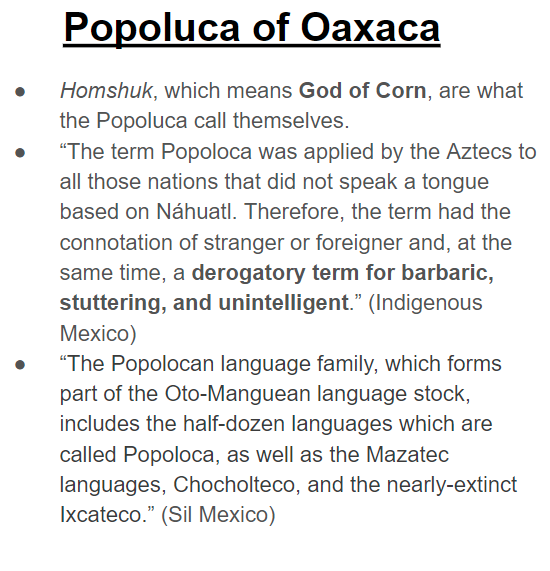 Popoluca of Oaxaca
● Homshuk, which means God of Corn, are what
the Popoluca call themselves.
● “The term Popoloca was applied by the Aztecs to
all those nations that did not speak a tongue
based on Náhuatl. Therefore, the term had the
connotation of stranger or foreigner and, at the
same time, a derogatory term for barbaric,
stuttering, and unintelligent.” (Indigenous
Mexico)
● “The Popolocan language family, which forms
part of the Oto-Manguean language stock,
includes the half-dozen languages which are
called Popoloca, as well as the Mazatec
languages, Chocholteco, and the nearly-extinct
Ixcateco.” (Sil Mexico)